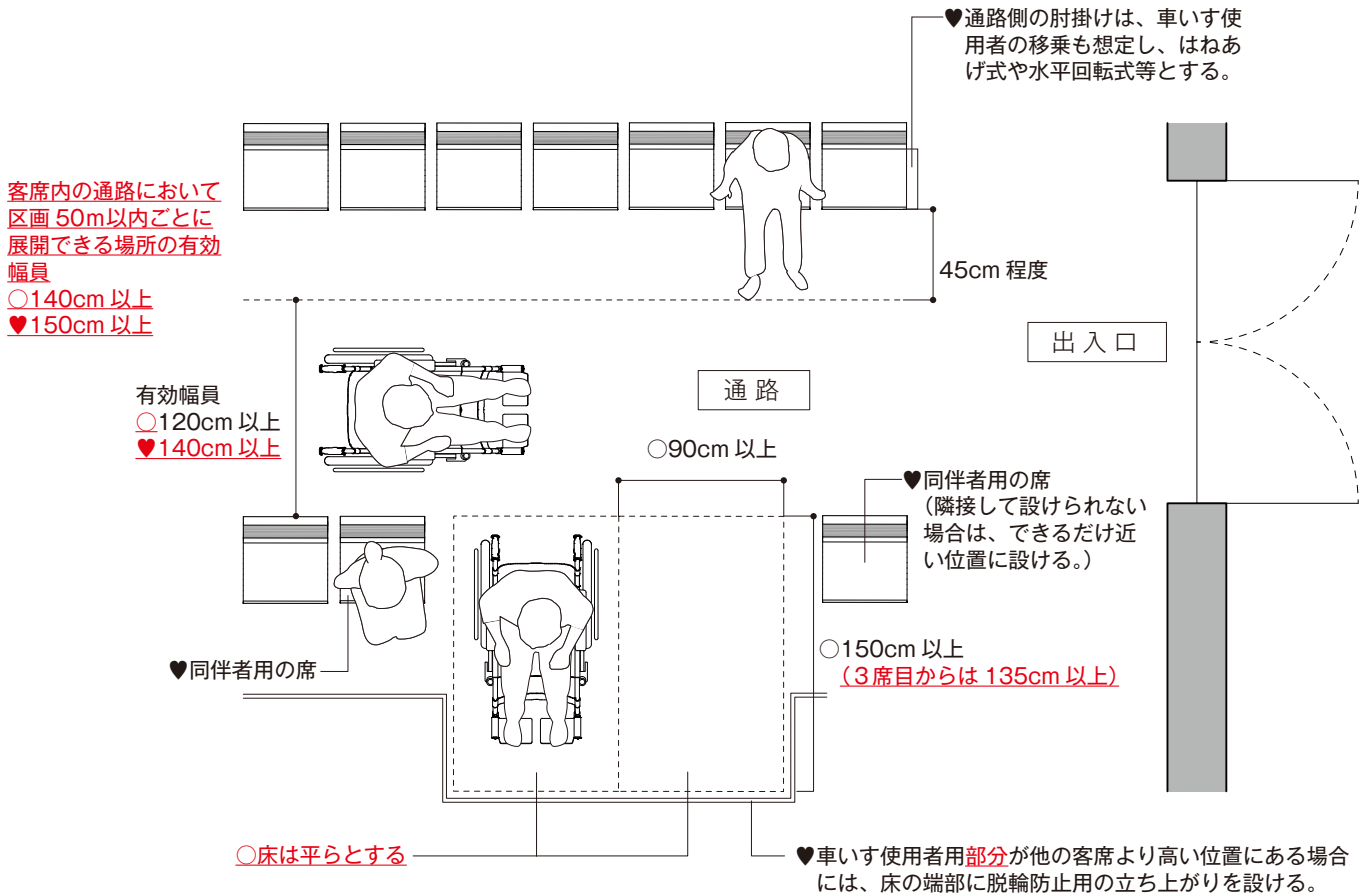 ♥通路側の肘掛けは、車いす使
用者の移乗も想定し、はねあ
げ式や水平回転式等とする。
客席内の通路において
区画 50m以内ごとに
展開できる場所の有効
幅員
○140cm 以上
♥150cm 以上
45cm 程度
出入口
有効幅員
○120cm 以上
♥140cm 以上
通路
○90cm 以上
♥同伴者用の席
(隣接して設けられない
場合は、できるだけ近
い位置に設ける。)
♥同伴者用の席
○150cm 以上
(3席目からは 135cm 以上)
○床は平らとする
♥車いす使用者用部分が他の客席より高い位置にある場合
には、床の端部に脱輪防止用の立ち上がりを設ける。